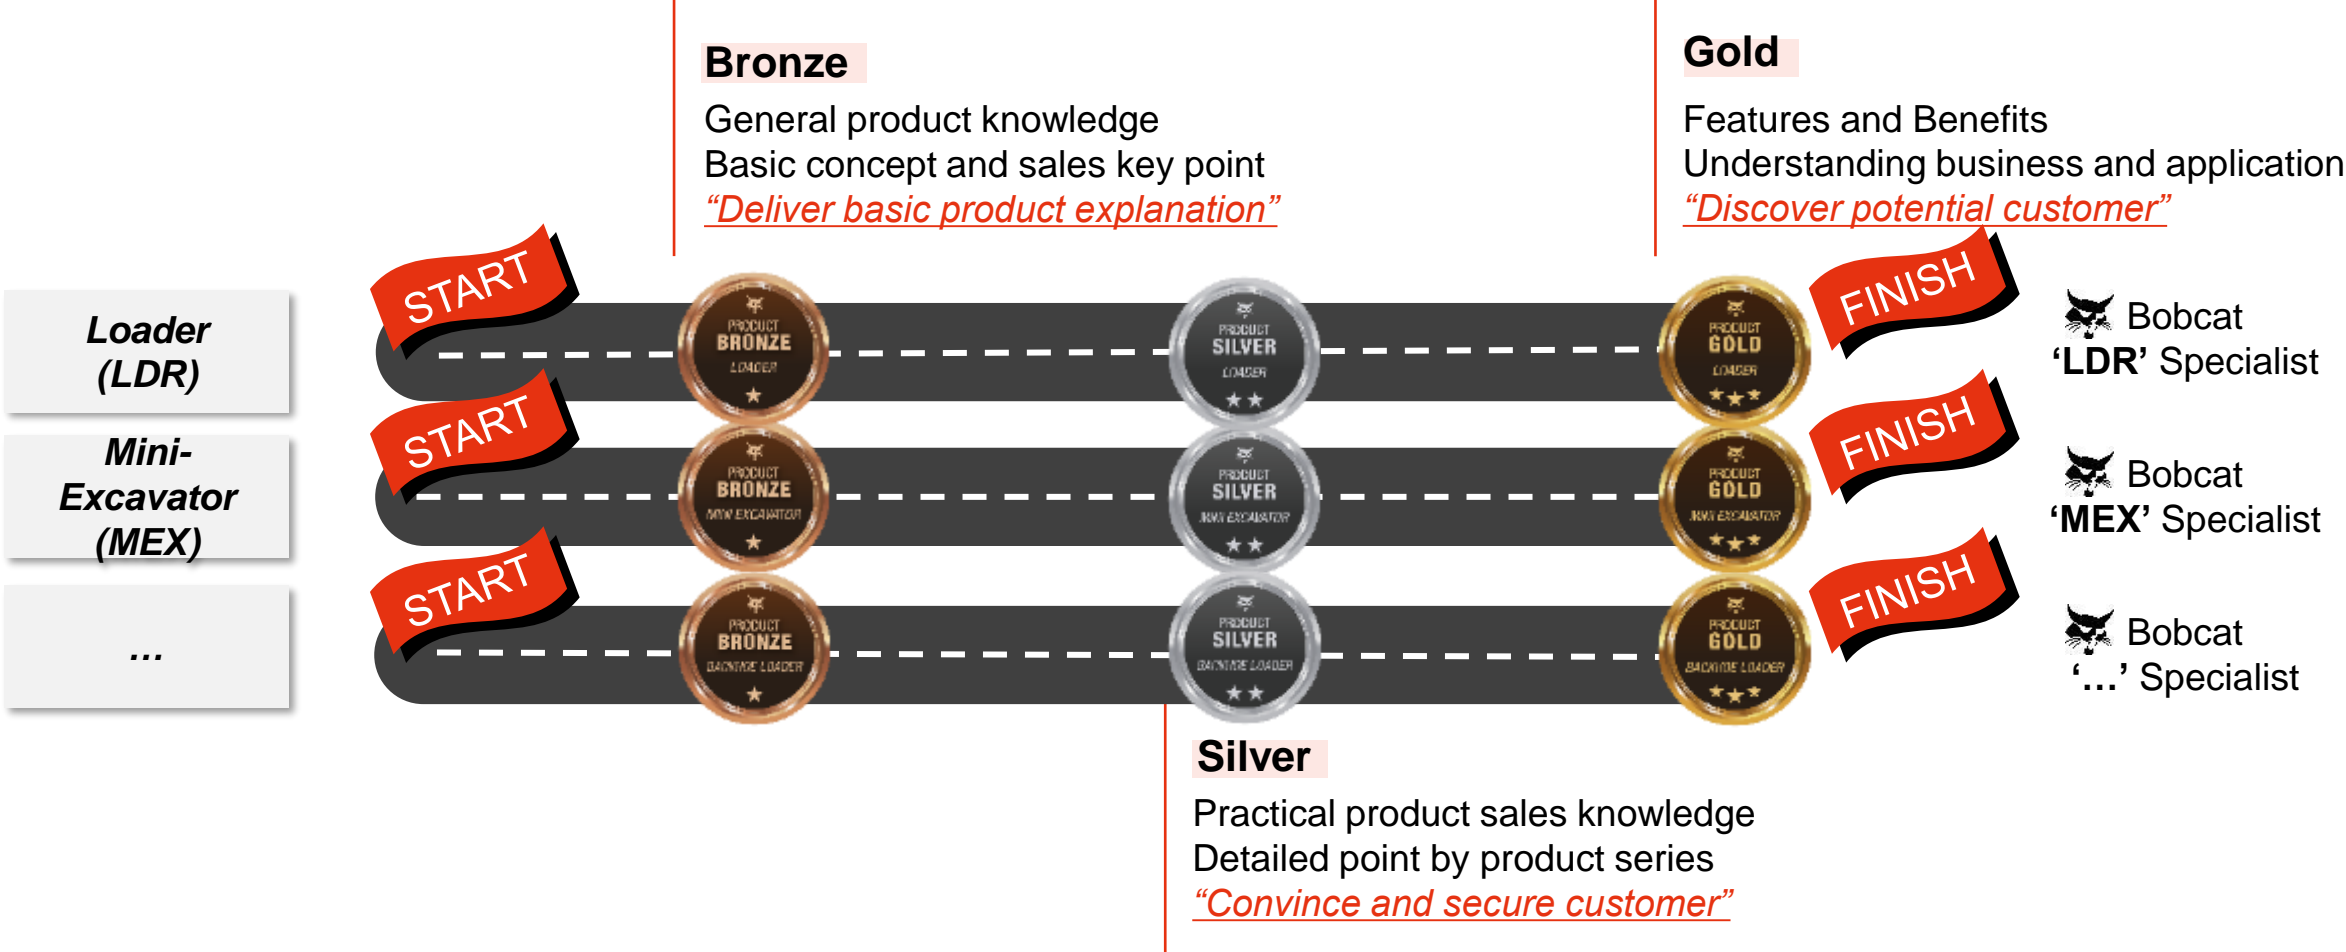 Bronze
General product knowledge
Basic concept and sales key point
“Deliver basic product explanation”
Gold
Features and Benefits
Understanding business and application
“Discover potential customer”
Loader
(LDR)
START
PRODUCT
BRONZE
LOADER
PRODUCT
SILVER
LOADER
PRODUCT
GOLD
LOADER
FINISH
Bobcat
‘LDR’ Specialist
Mini-
Excavator
(MEX)
START
PRODUCT
BRONZE
MINI EXCAVATOR
PRODUCT
SILVER
MINI EXCAVATOR
PRODUCT
GOLD
MINI EXCAVATOR
FINISH
Bobcat
‘MEX’ Specialist
...
START
PRODUCT
BRONZE
BACKHOE LOADER
PRODUCT
SILVER
BACKHOE LOADER
PRODUCT
GOLD
BACKHOE LOADER
FINISH
Bobcat
‘...’ Specialist
Silver
Practical product sales knowledge
Detailed point by product series
“Convince and secure customer”